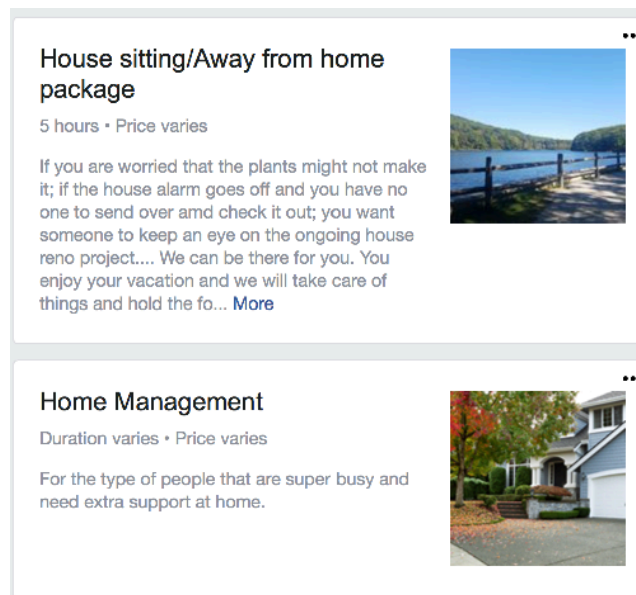 House sitting/Away from home
package
5 hours • Price varies
If you are worried that the plants might not make
it; if the house alarm goes off and you have no
one to send over amd check it out; you want
someone to keep an eye on the ongoing house
reno project.... We can be there for you. You
enjoy your vacation and we will take care of
things and hold the fo... More
Home Management
Duration varies • Price varies
For the type of people that are super busy and
need extra support at home.